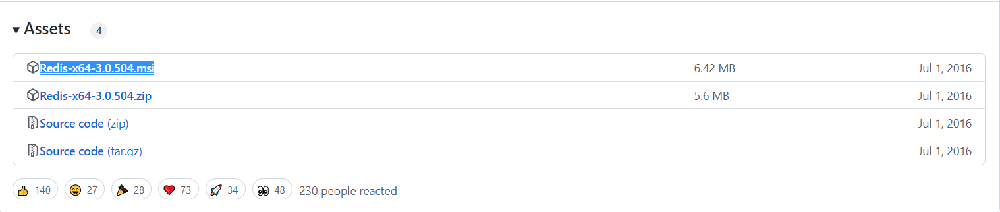 Assets 4
Redis-x64-3.0.504.msi 6.42 MB Jul 1, 2016
Redis-x64-3.0.504.zip 5.6 MB Jul 1, 2016
Source code (zip) Jul 1, 2016
Source code (tar.gz) Jul 1, 2016
140 27 28 73 34 48 230 people reacted